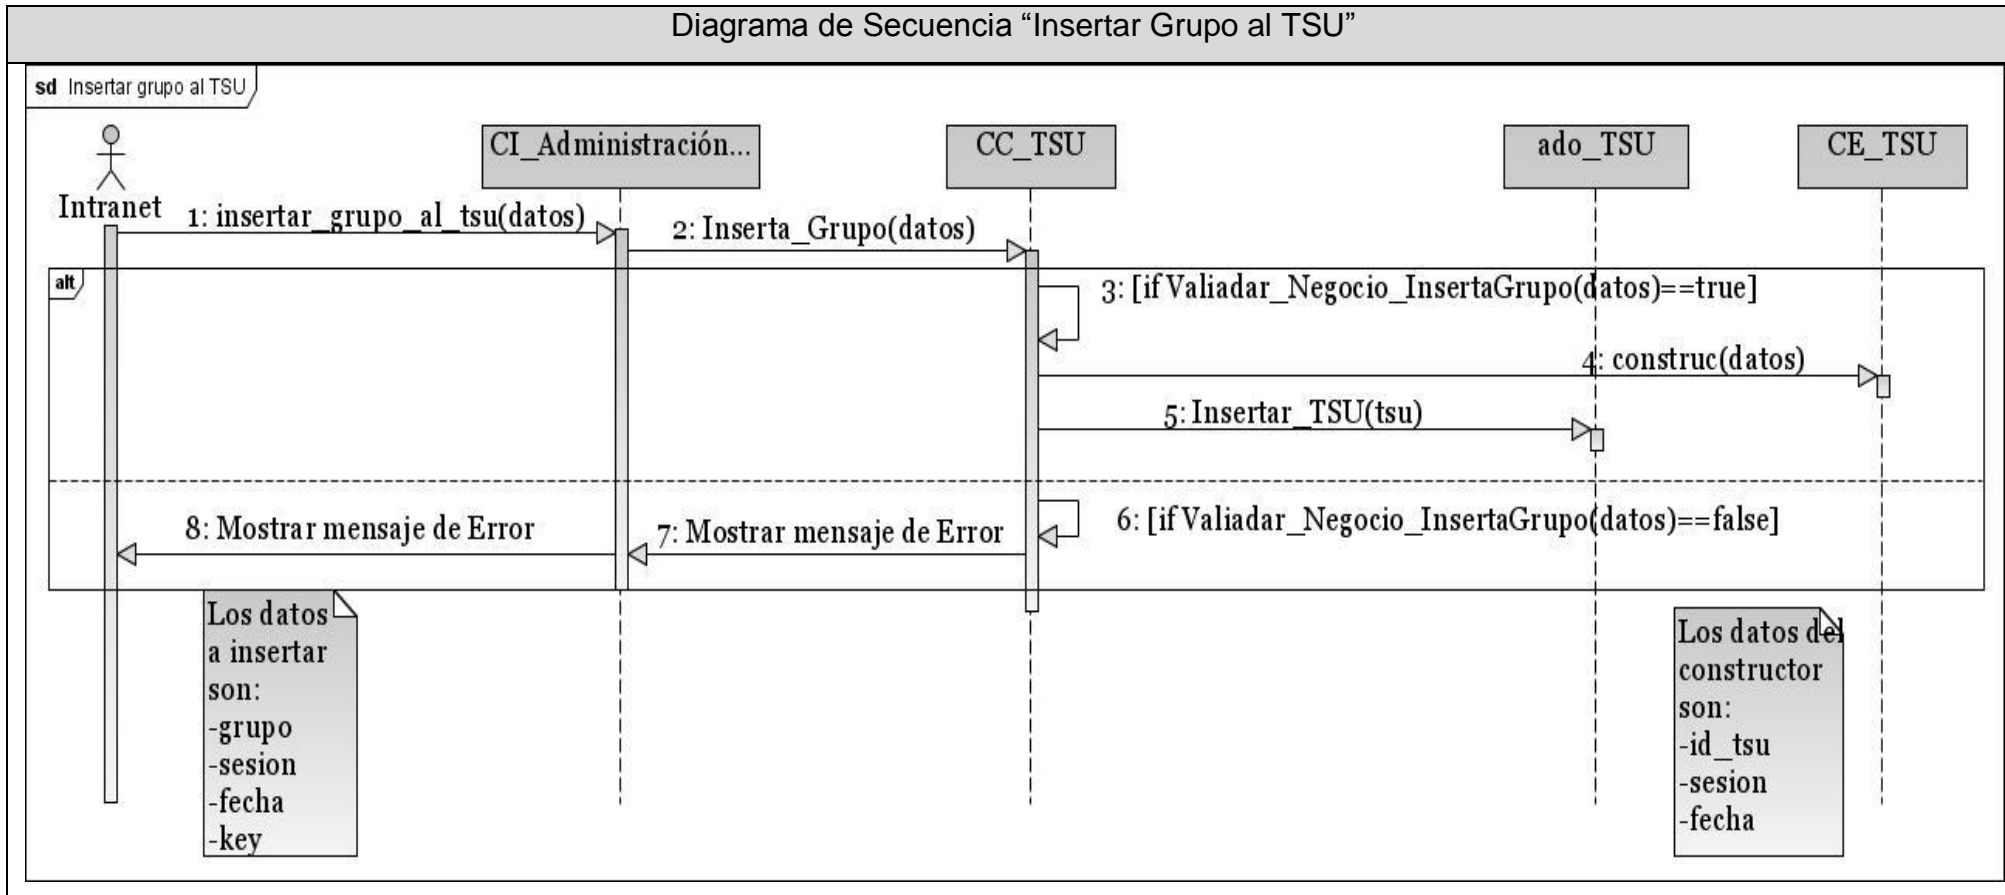 Diagrama de Secuencia “Insertar Grupo al TSU”
sd Insertar grupo al TSU
Intranet
CI_Administración...
CC_TSU
ado_TSU
CE_TSU
1: insertar_grupo_al_tsu(datos)
2: Inserta_Grupo(datos)
alt
3: [if Valiadar_Negocio_InsertaGrupo(datos)==true]
4: construc(datos)
5: Insertar_TSU(tsu)
6: [if Valiadar_Negocio_InsertaGrupo(datos)==false]
7: Mostrar mensaje de Error
8: Mostrar mensaje de Error
Los datos
a insertar
son:
-grupo
-sesion
-fecha
-key
Los datos del
constructor
son:
-id_tsu
-sesion
-fecha